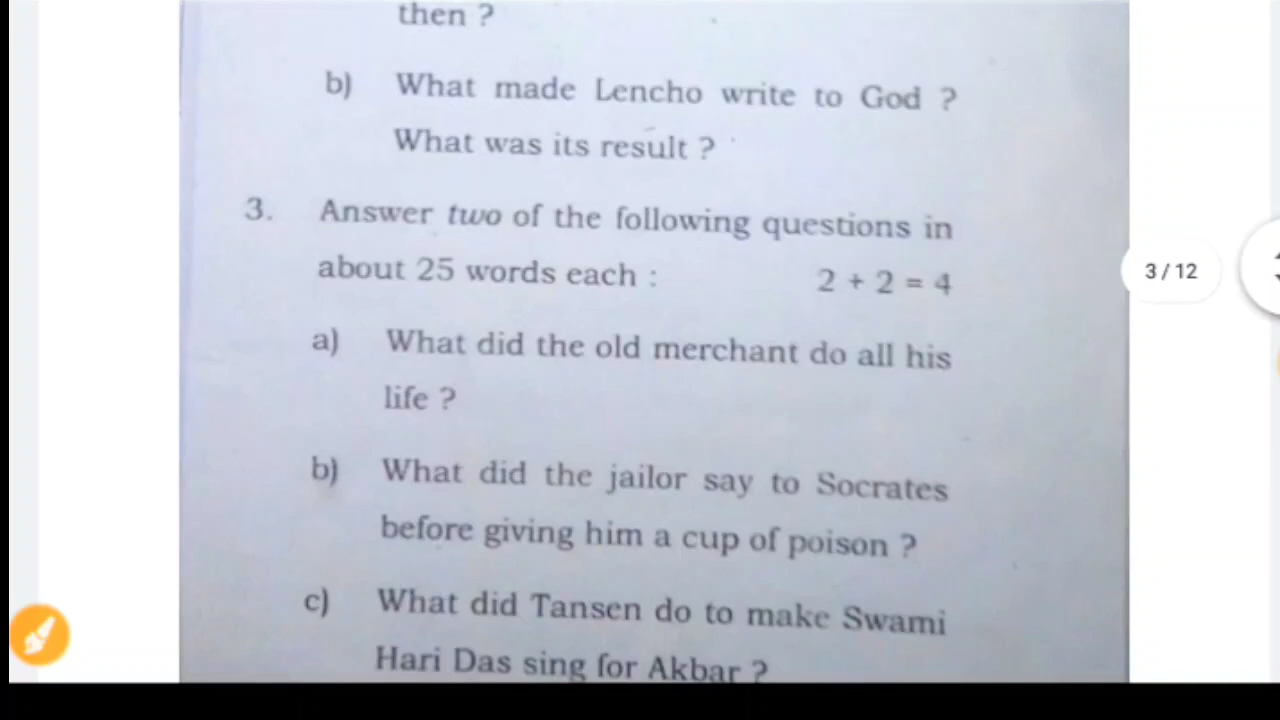 then ?
b) What made Lencho write to God ?
What was its result ?
3. Answer two of the following questions in
about 25 words each : 2 + 2 = 4
3 / 12
a) What did the old merchant do all his
life ?
b) What did the jailor say to Socrates
before giving him a cup of poison ?
c) What did Tansen do to make Swami
Hari Das sing for Akbar ?